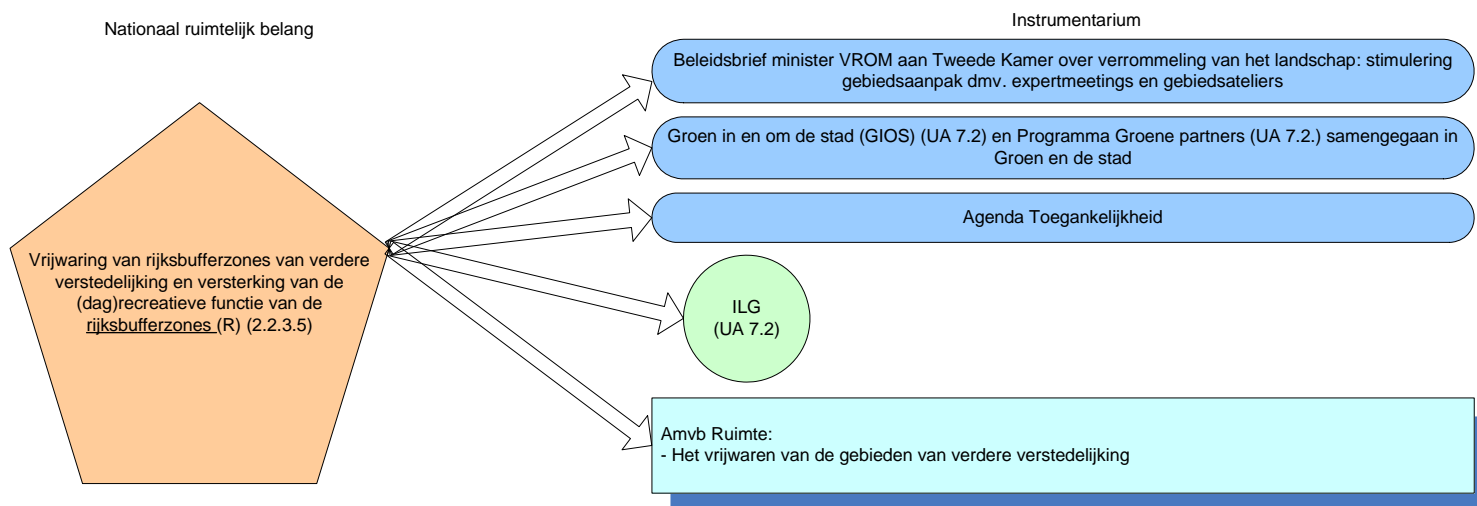 Nationaal ruimtelijk belang
Instrumentarium
Vrijwaring van rijksbufferzones van verdere
verstedelijking en versterking van de
(dag)recreatieve functie van de
rijksbufferzones (R) (2.2.3.5)
Beleidsbrief minister VROM aan Tweede Kamer over verrommeling van het landschap: stimulering
gebiedsaanpak dmv. expertmeetings en gebiedsateliers
Groen in en om de stad (GIOS) (UA 7.2) en Programma Groene partners (UA 7.2.) samengegaan in
Groen en de stad
Agenda Toegankelijkheid
ILG
(UA 7.2)
Amvb Ruimte:
- Het vrijwaren van de gebieden van verdere verstedelijking